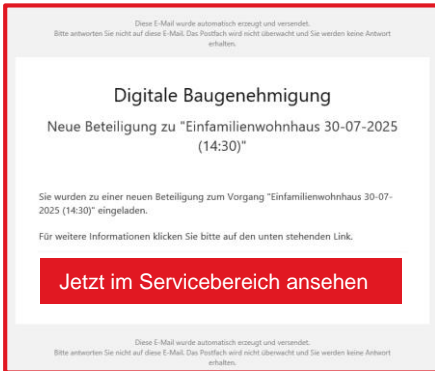 Diese E-Mail wurde automatisch erzeugt und versendet.
Bitte antworten Sie nicht auf diese E-Mail. Das Postfach wird nicht überwacht und Sie werden keine Antwort
erhalten.
Digitale Baugenehmigung
Neue Beteiligung zu "Einfamilienwohnhaus 30-07-2025
(14:30)"
Sie wurden zu einer neuen Beteiligung zum Vorgang "Einfamilienwohnhaus 30-07-
2025 (14:30)" eingeladen.
Für weitere Informationen klicken Sie bitte auf den unten stehenden Link.
Jetzt im Servicebereich ansehen
Diese E-Mail wurde automatisch erzeugt und versendet.
Bitte antworten Sie nicht auf diese E-Mail. Das Postfach wird nicht überwacht und Sie werden keine Antwort
erhalten.